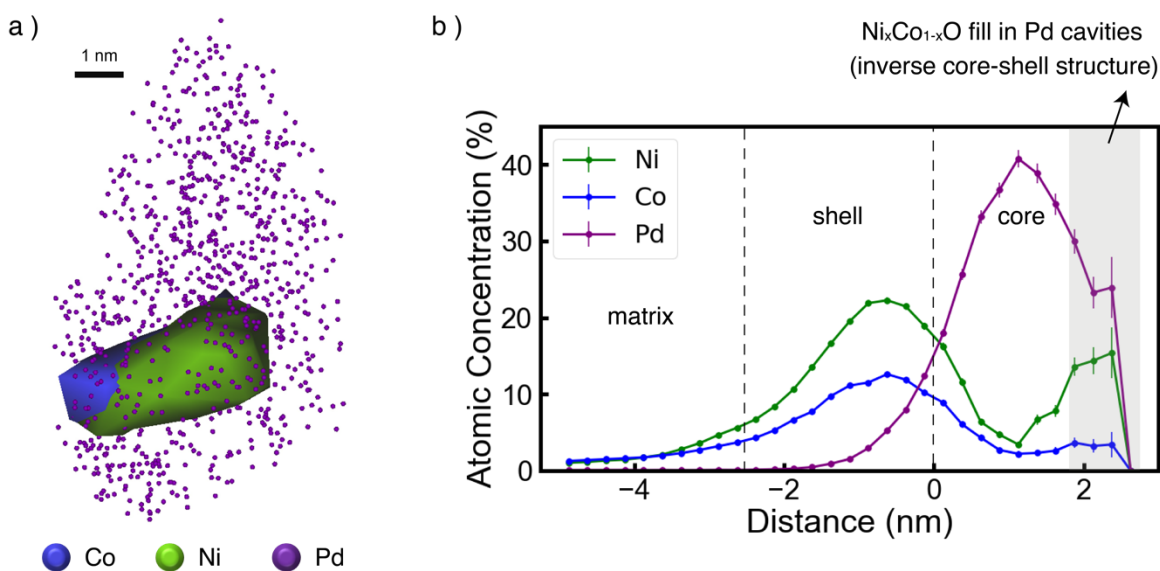 a )
1 nm
Co
Ni
Pd
b )
NiₓCo₁₋ₓO fill in Pd cavities
(inverse core-shell structure)
Atomic Concentration (%)
40
30
20
10
0
Ni
Co
Pd
matrix
shell
core
−4
−2
0
2
Distance (nm)